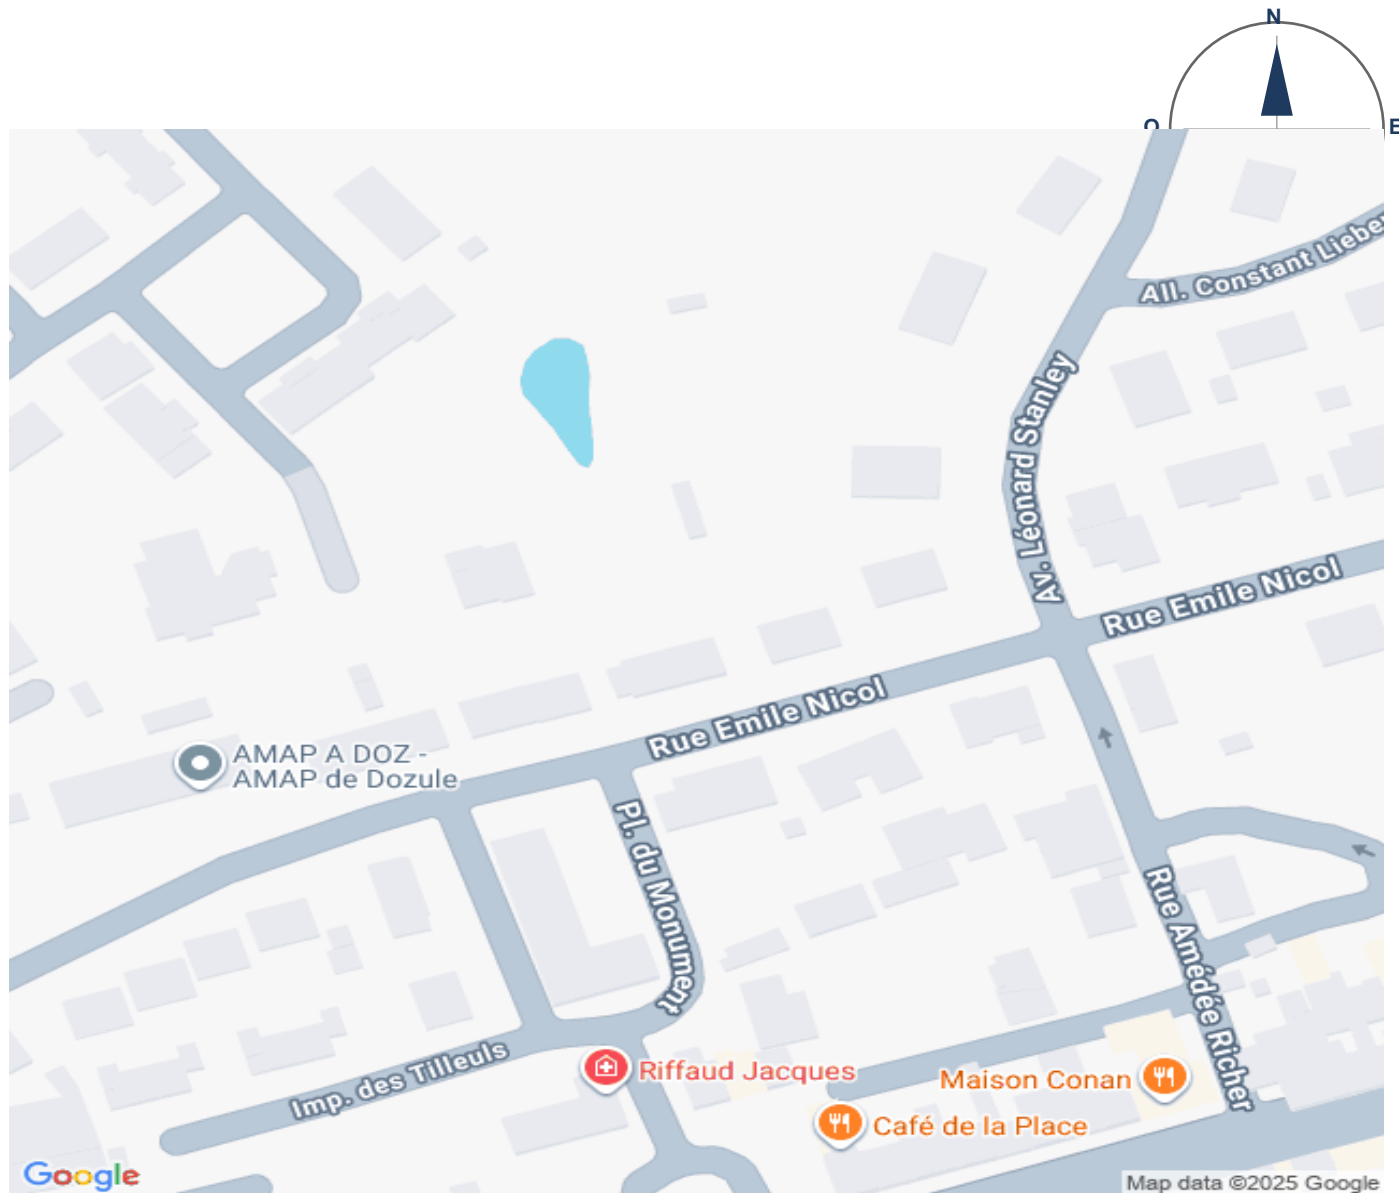 N
O
E
All. Constant Lieber
Av. Léonard Stanley
Rue Emile Nicol
Rue Emile Nicol
AMAP A DOZ -
AMAP de Dozule
Pl. du Monument
Rue Amédée Richer
Imp. des Tilleuls
Riffaud Jacques
Maison Conan
Café de la Place
Google
Map data ©2025 Google